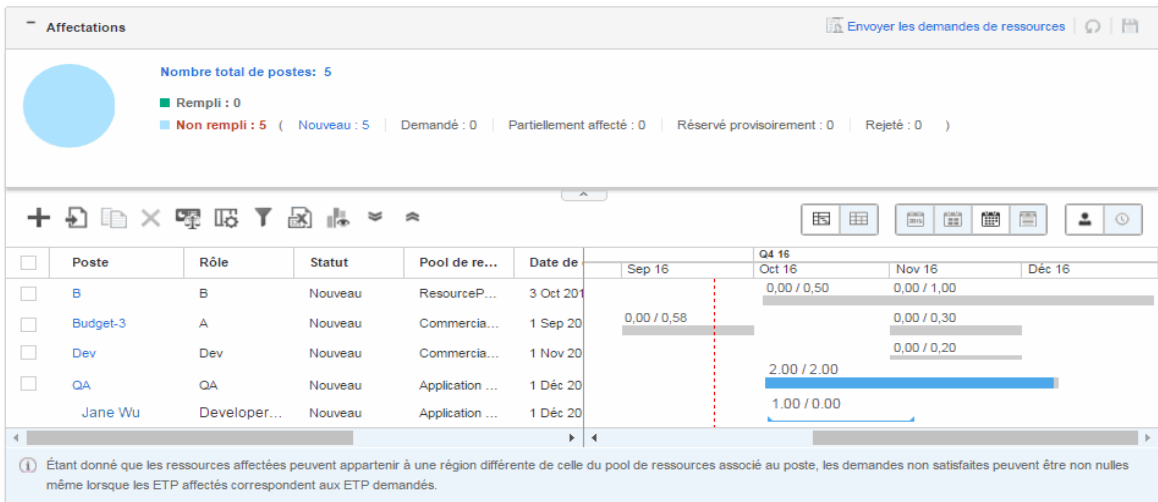 Affectations
Envoyer les demandes de ressources
Nombre total de postes: 5
Rempli : 0
Non rempli : 5 ( Nouveau : 5 Demandé : 0 Partiellement affecté : 0 Réservé provisoirement : 0 Rejeté : 0 )
Poste Rôle Statut Pool de re... Date de
Q4 16
Sep 16 Oct 16 Nov 16 Déc 16
B B Nouveau ResourceP... 3 Oct 201 0,00 / 0,50 0,00 / 1,00
Budget-3 A Nouveau Commercia... 1 Sep 20 0,00 / 0,58 0,00 / 0,30
Dev Dev Nouveau Commercia... 1 Nov 20 0,00 / 0,20
QA QA Nouveau Application ... 1 Déc 20 2.00 / 2.00
Jane Wu Developer... Nouveau Application ... 1 Déc 20 1.00 / 0.00
Étant donné que les ressources affectées peuvent appartenir à une région différente de celle du pool de ressources associé au poste, les demandes non satisfaites peuvent être non nulles
même lorsque les ETP affectés correspondent aux ETP demandés.